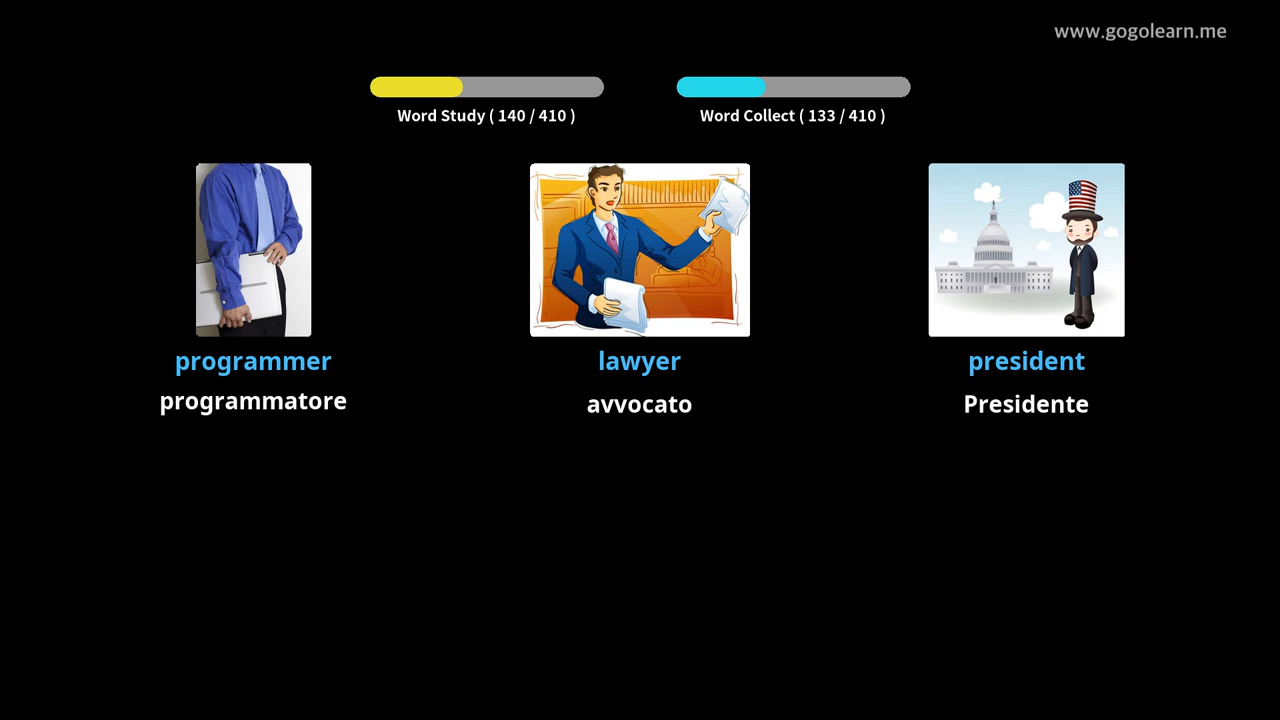 www.gogolearn.me
Word Study ( 140 / 410 )
Word Collect ( 133 / 410 )
programmer
programmatore
lawyer
avvocato
president
Presidente